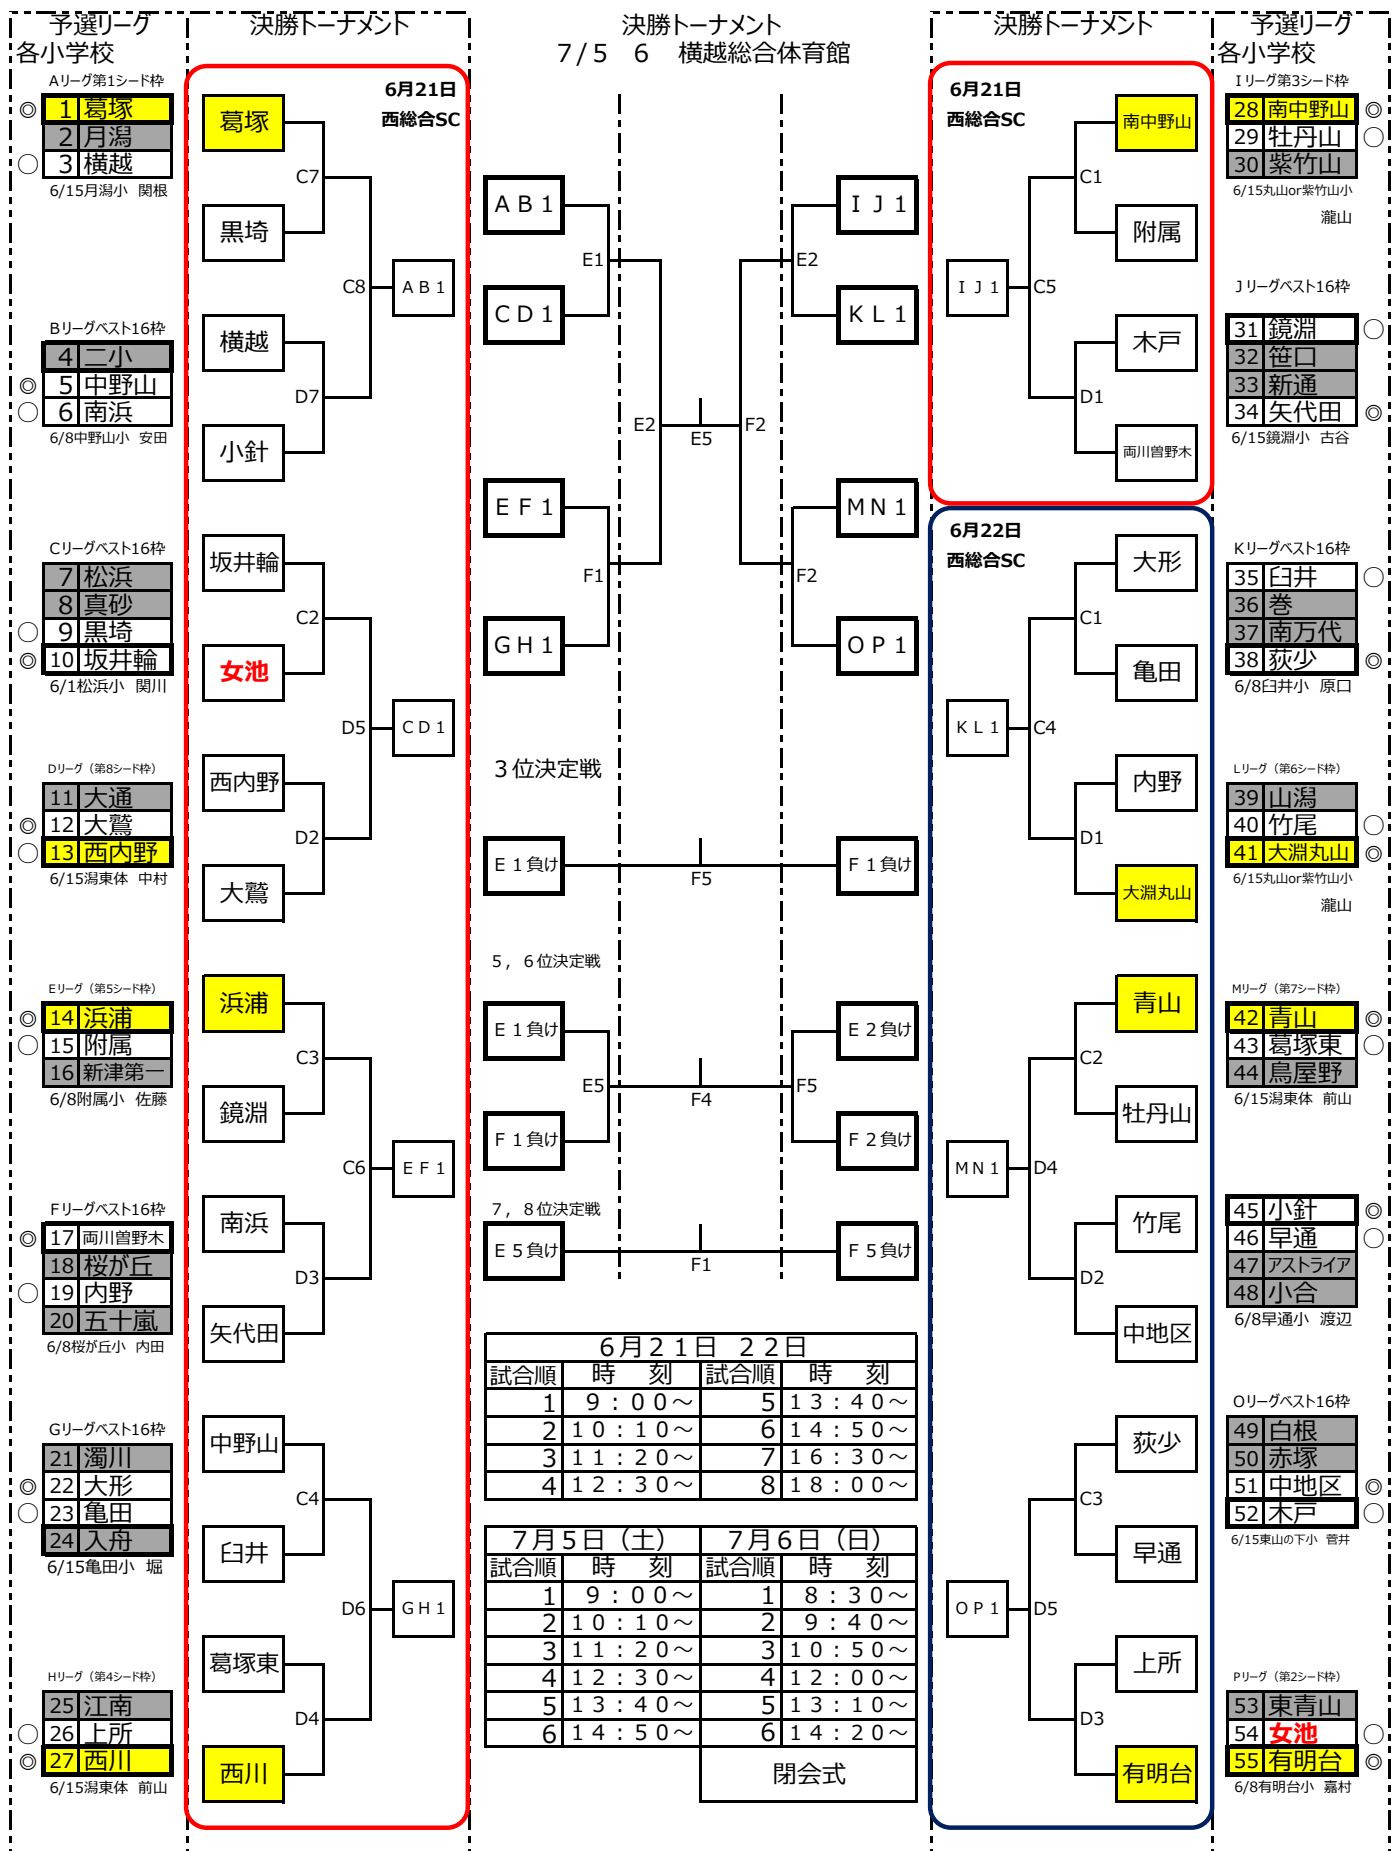 予選リーグ
各小学校
Aリーグ第1シード枠
◎ 1 葛塚
2 月潟
○ 3 横越
6/15月潟小 関根
Bリーグベスト16枠
4 二小
◎ 5 中野山
○ 6 南浜
6/8中野山小 安田
Cリーグベスト16枠
7 松浜
8 真砂
○ 9 黒埼
◎ 10 坂井輪
6/1松浜小 関川
Dリーグ（第8シード枠）
11 大通
◎ 12 大鷲
○ 13 西内野
6/15潟東体 中村
Eリーグ（第5シード枠）
◎ 14 浜浦
○ 15 附属
16 新津第一
6/8附属小 佐藤
Fリーグベスト16枠
◎ 17 両川曽野木
18 桜が丘
○ 19 内野
20 五十嵐
6/8桜が丘小 内田
Gリーグベスト16枠
21 濁川
◎ 22 大形
○ 23 亀田
24 入舟
6/15亀田小 堀
Hリーグ（第4シード枠）
25 江南
○ 26 上所
◎ 27 西川
6/15潟東体 前山
決勝トーナメント
6月21日
西総合SC
葛塚
C7
黒埼
C8 AB1
横越
D7
小針
坂井輪
C2
女池
D5 CD1
西内野
D2
大鷲
浜浦
C3
鏡淵
C6 EF1
南浜
D3
矢代田
中野山
C4
臼井
D6 GH1
葛塚東
D4
西川
決勝トーナメント
7/5 6 横越総合体育館
AB1 IJ1
E1 E2
CD1 KL1
E2 E5 F2
EF1 MN1
F1 F2
GH1 OP1
3位決定戦
E1負け F5 F1負け
5，6位決定戦
E1負け E2負け
E5 F4 F5
F1負け F2負け
7，8位決定戦
E5負け F1 F5負け
6月21日 22日
試合順 時 刻 試合順 時 刻
1 9：00～ 5 13：40～
2 10：10～ 6 14：50～
3 11：20～ 7 16：30～
4 12：30～ 8 18：00～
7月5日（土） 7月6日（日）
試合順 時 刻 試合順 時 刻
1 9：00～ 1 8：30～
2 10：10～ 2 9：40～
3 11：20～ 3 10：50～
4 12：30～ 4 12：00～
5 13：40～ 5 13：10～
6 14：50～ 6 14：20～
閉会式
決勝トーナメント
6月21日
西総合SC
南中野山
C1
附属
IJ1 C5
木戸
D1
両川曽野木
6月22日
西総合SC
大形
C1
亀田
KL1 C4
内野
D1
大淵丸山
青山
C2
牡丹山
MN1 D4
竹尾
D2
中地区
荻少
C3
早通
OP1 D5
上所
D3
有明台
予選リーグ
各小学校
Iリーグ第3シード枠
28 南中野山 ◎
29 牡丹山 ○
30 紫竹山
6/15丸山or紫竹山小
瀧山
Jリーグベスト16枠
31 鏡淵 ○
32 笹口
33 新通
34 矢代田 ◎
6/15鏡淵小 古谷
Kリーグベスト16枠
35 臼井 ○
36 巻
37 南万代
38 荻少 ◎
6/8臼井小 原口
Lリーグ（第6シード枠）
39 山潟
40 竹尾 ○
41 大淵丸山 ◎
6/15丸山or紫竹山小
瀧山
Mリーグ（第7シード枠）
42 青山 ◎
43 葛塚東 ○
44 鳥屋野
6/15潟東体 前山
45 小針 ◎
46 早通 ○
47 アストライア
48 小合
6/8早通小 渡辺
Oリーグベスト16枠
49 白根
50 赤塚
51 中地区 ◎
52 木戸 ○
6/15東山の下小 菅井
Pリーグ（第2シード枠）
53 東青山
54 女池 ○
55 有明台 ◎
6/8有明台小 嘉村